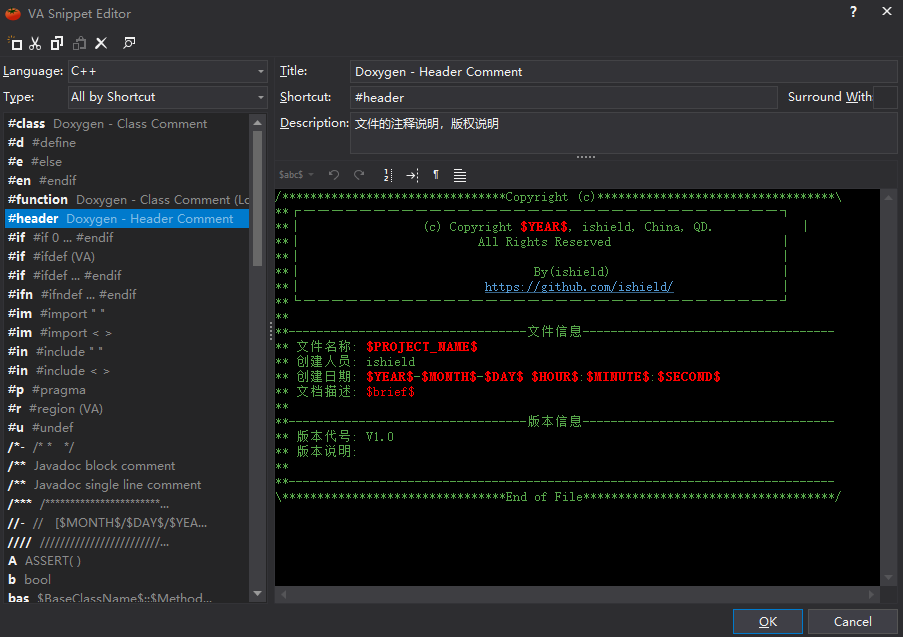 VA Snippet Editor
Language: C++
Type: All by Shortcut
#class Doxygen - Class Comment
#d #define
#e #else
#en #endif
#function Doxygen - Class Comment (Lo
#header Doxygen - Header Comment
#if #if 0 ... #endif
#if #ifdef (VA)
#if #ifdef ... #endif
#ifn #ifndef ... #endif
#im #import " "
#im #import < >
#in #include " "
#in #include < >
#p #pragma
#r #region (VA)
#u #undef
/*- /* * */
/** Javadoc block comment
/** Javadoc single line comment
/*** /***********************...
//- // [$MONTH$/$DAY$/$YEA...
//// ////////////////////////...
A ASSERT( )
b bool
bas $BaseClassName$::$Method...
Title: Doxygen - Header Comment
Shortcut: #header Surround With:
Description: 文件的注释说明，版权说明
$abc$
/********************************Copyright (c)**********************************\
**
** (c) Copyright $YEAR$, ishield, China, QD. |
** | All Rights Reserved |
** | |
** | By(ishield) |
** | https://github.com/ishield/ |
**
**
**----------------------------------文件信息------------------------------------
** 文件名称: $PROJECT_NAME$
** 创建人员: ishield
** 创建日期: $YEAR$-$MONTH$-$DAY$ $HOUR$:$MINUTE$:$SECOND$
** 文档描述: $brief$
**
**----------------------------------版本信息------------------------------------
** 版本代号: V1.0
** 版本说明:
**
**------------------------------------------------------------------------------
\********************************End of File************************************/
OK
Cancel